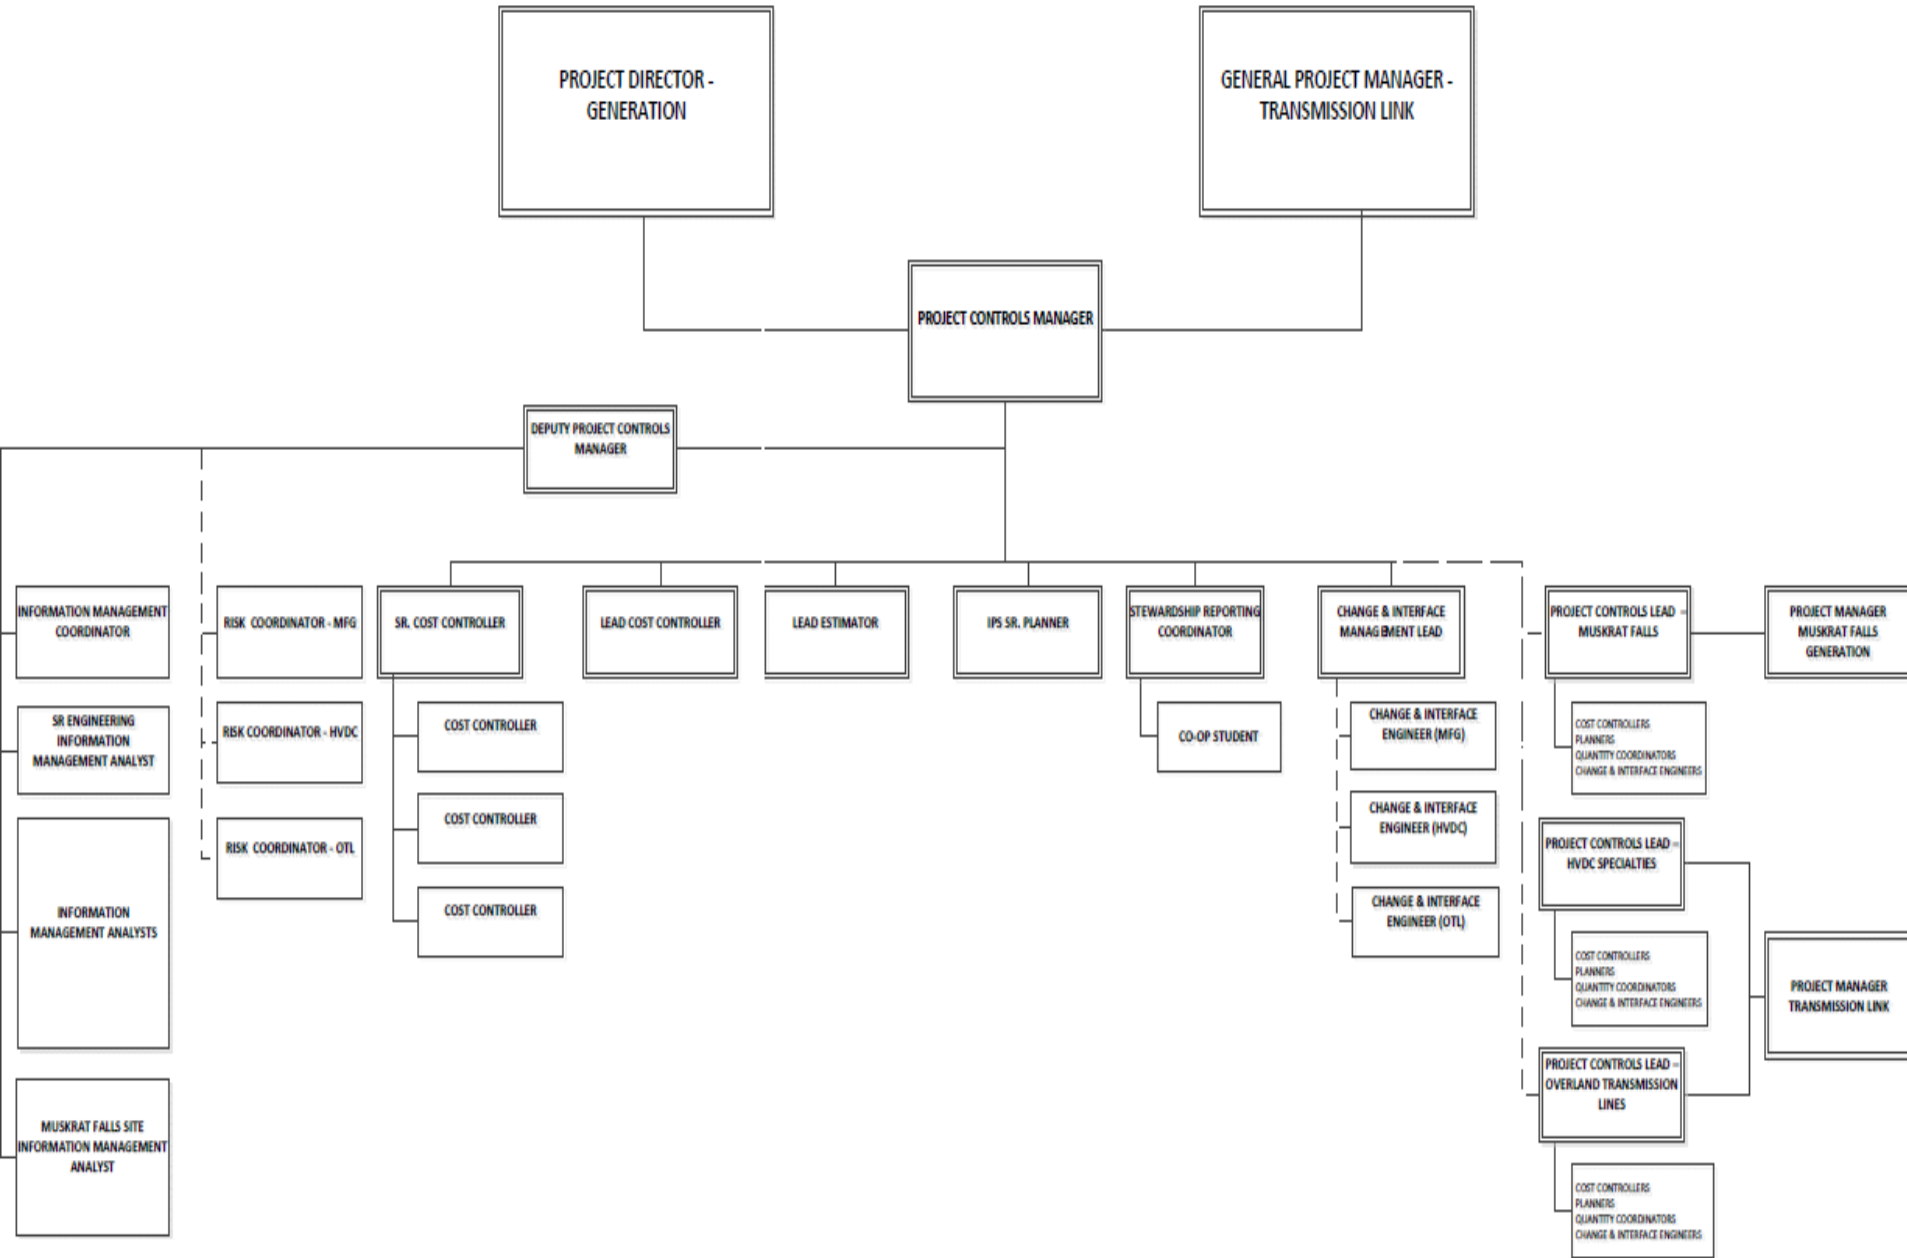 PROJECT DIRECTOR -
GENERATION
GENERAL PROJECT MANAGER -
TRANSMISSION LINK
PROJECT CONTROLS MANAGER
DEPUTY PROJECT CONTROLS
MANAGER
INFORMATION MANAGEMENT
COORDINATOR
SR ENGINEERING
INFORMATION
MANAGEMENT ANALYST
INFORMATION
MANAGEMENT ANALYSTS
MUSKRAT FALLS SITE
INFORMATION MANAGEMENT
ANALYST
RISK COORDINATOR - MFG
RISK COORDINATOR - HVDC
RISK COORDINATOR - OTL
SR. COST CONTROLLER
COST CONTROLLER
COST CONTROLLER
COST CONTROLLER
LEAD COST CONTROLLER
LEAD ESTIMATOR
IPS SR. PLANNER
STEWARDSHIP REPORTING
COORDINATOR
CO-OP STUDENT
CHANGE & INTERFACE
MANAGEMENT LEAD
CHANGE & INTERFACE
ENGINEER (MFG)
CHANGE & INTERFACE
ENGINEER (HVDC)
CHANGE & INTERFACE
ENGINEER (OTL)
PROJECT CONTROLS LEAD –
MUSKRAT FALLS
COST CONTROLLERS
PLANNERS
QUANTITY COORDINATORS
CHANGE & INTERFACE ENGINEERS
PROJECT CONTROLS LEAD –
HVDC SPECIALTIES
COST CONTROLLERS
PLANNERS
QUANTITY COORDINATORS
CHANGE & INTERFACE ENGINEERS
PROJECT CONTROLS LEAD –
OVERLAND TRANSMISSION
LINES
COST CONTROLLERS
PLANNERS
QUANTITY COORDINATORS
CHANGE & INTERFACE ENGINEERS
PROJECT MANAGER
MUSKRAT FALLS
GENERATION
PROJECT MANAGER
TRANSMISSION LINK